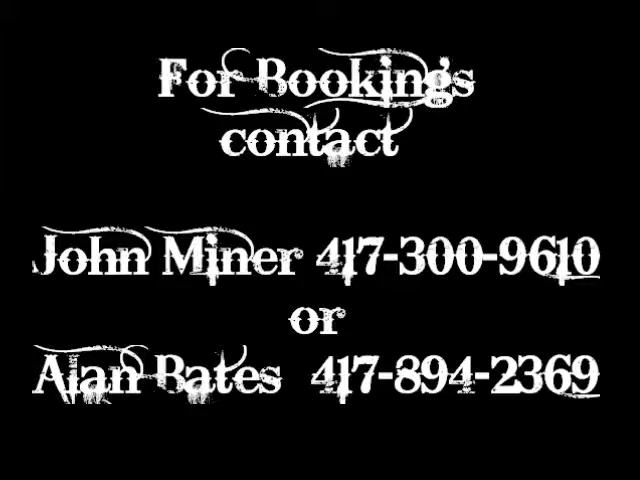 For Bookings
contact
John Miner 417-300-9610
or
Alan Bates 417-894-2369